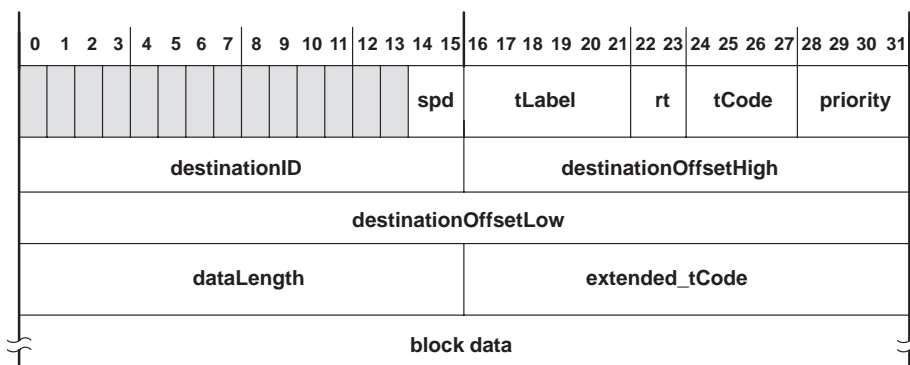 0 1 2 3 4 5 6 7 8 9 10 11 12 13 14 15 16 17 18 19 20 21 22 23 24 25 26 27 28 29 30 31
spd tLabel rt tCode priority
destinationID destinationOffsetHigh
destinationOffsetLow
dataLength extended_tCode
block data